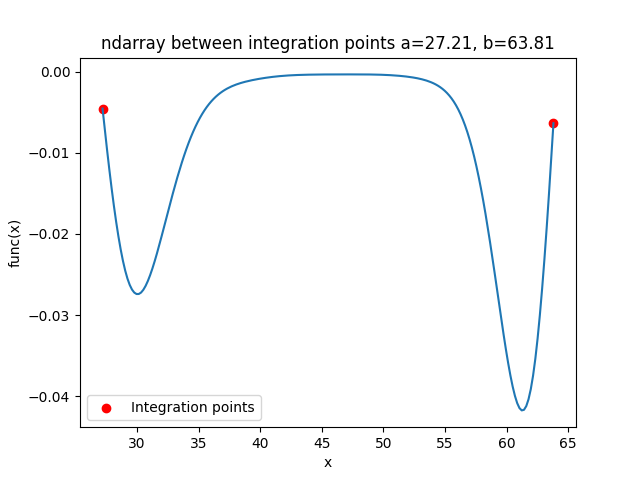 ndarray between integration points a=27.21, b=63.81
0.00
−0.01
−0.02
−0.03
−0.04
func(x)
Integration points
30 35 40 45 50 55 60 65
x